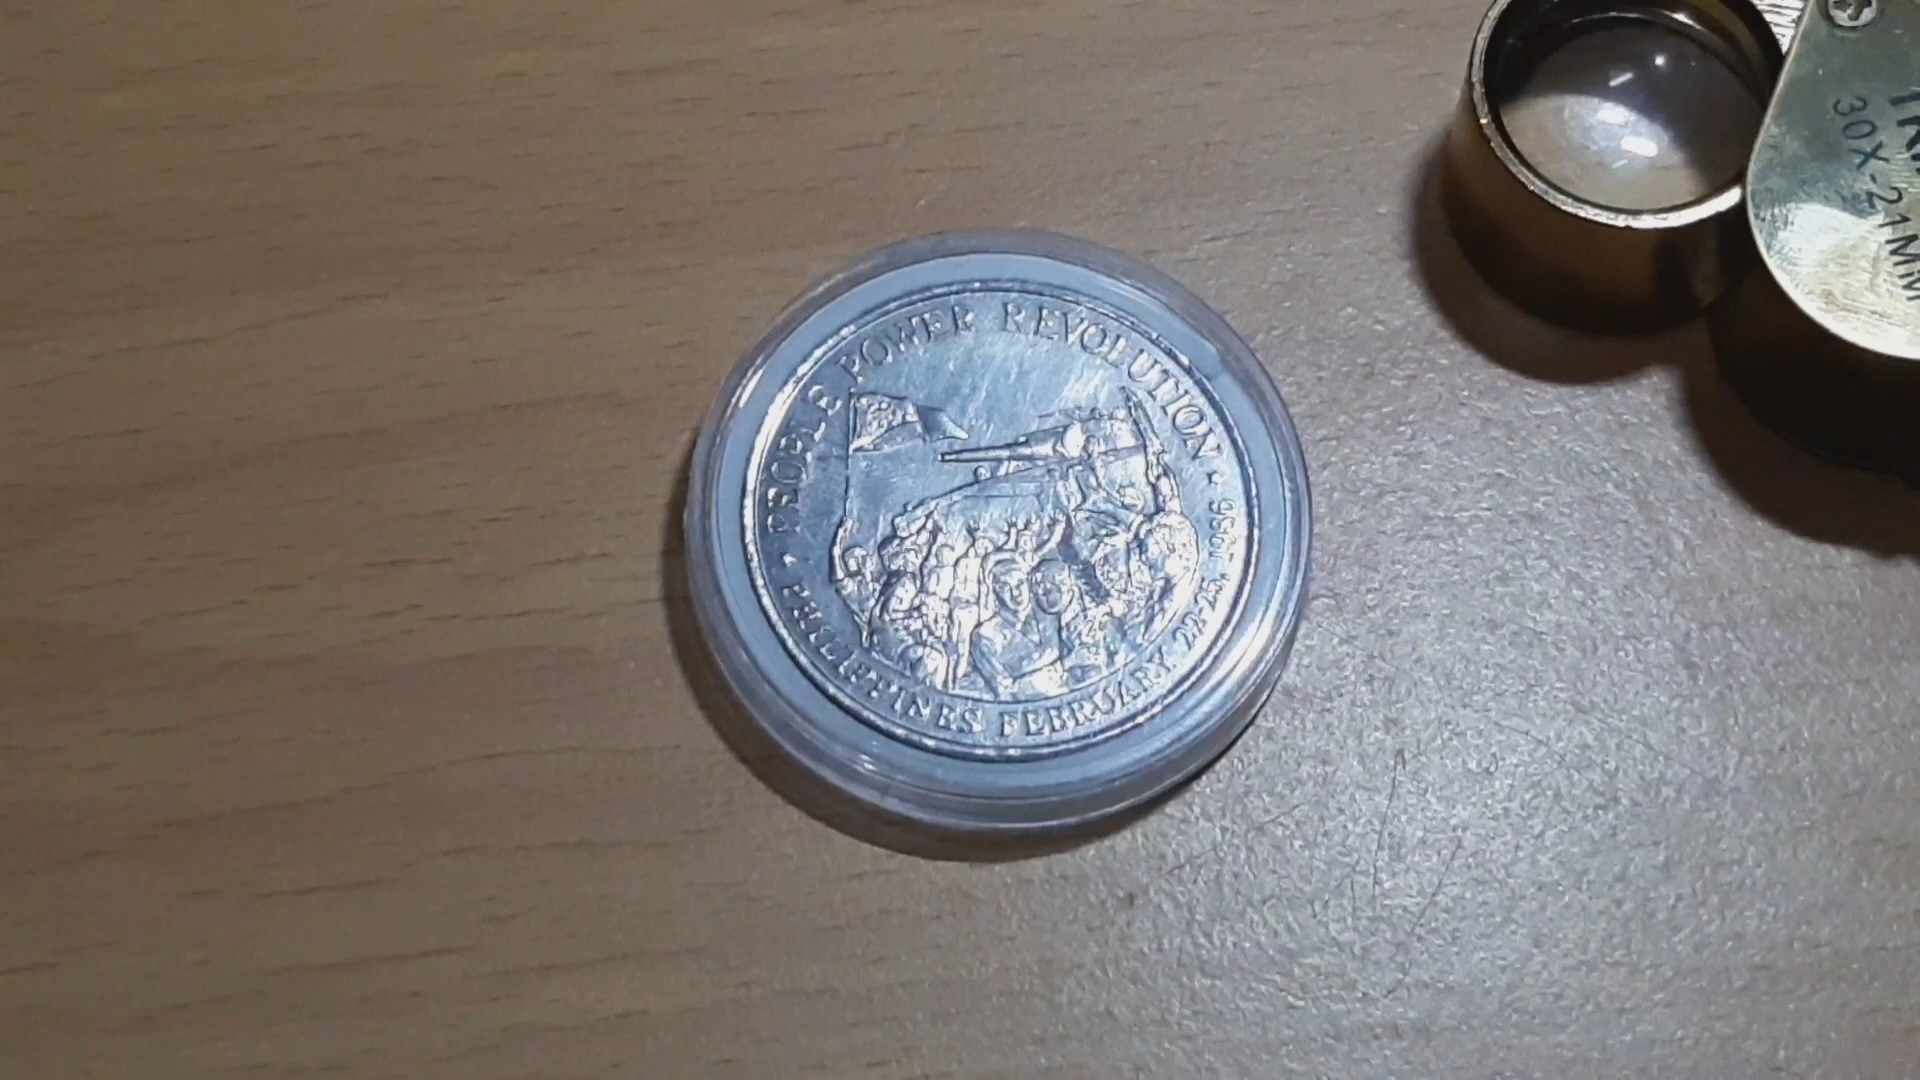 PEOPLE POWER REVOLUTION
PHILIPPINES FEBRUARY 22-25, 1986
30X-21MM